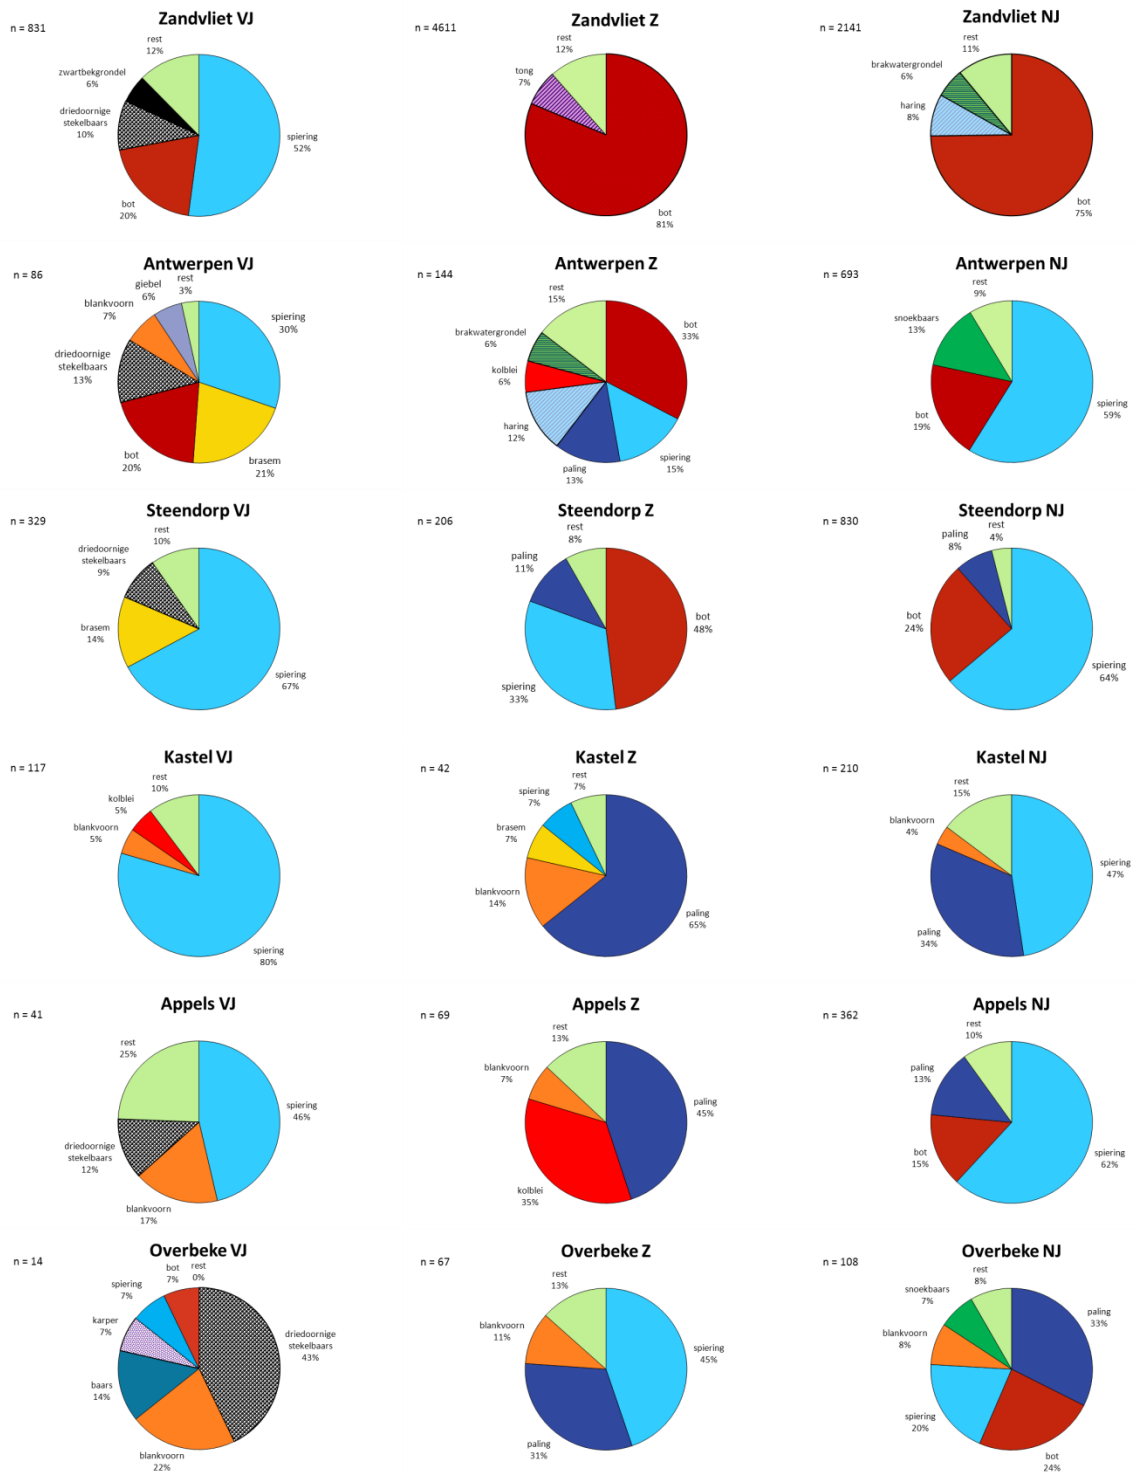 Zandvliet VJ
n = 831
rest
12%
zwartbekgrondel
6%
driedoornige
stekelbaars
10%
spiering
52%
bot
20%
Zandvliet Z
n = 4611
rest
12%
tong
7%
bot
81%
Zandvliet NJ
n = 2141
rest
11%
brakwatergrondel
6%
haring
8%
bot
75%
Antwerpen VJ
n = 86
giebel
6%
rest
3%
blankvoorn
7%
spiering
30%
driedoornige
stekelbaars
13%
bot
20%
brasem
21%
Antwerpen Z
n = 144
rest
15%
bot
33%
brakwatergrondel
6%
kolblei
6%
haring
12%
paling
13%
spiering
15%
Antwerpen NJ
n = 693
rest
9%
snoekbaars
13%
spiering
59%
bot
19%
Steendorp VJ
n = 329
rest
10%
driedoornige
stekelbaars
9%
brasem
14%
spiering
67%
Steendorp Z
n = 206
rest
8%
paling
11%
bot
48%
spiering
33%
Steendorp NJ
n = 830
rest
4%
paling
8%
bot
24%
spiering
64%
Kastel VJ
n = 117
rest
10%
kolblei
5%
blankvoorn
5%
spiering
80%
Kastel Z
n = 42
rest
7%
spiering
7%
brasem
7%
blankvoorn
14%
paling
65%
Kastel NJ
n = 210
rest
15%
blankvoorn
4%
spiering
47%
paling
34%
Appels VJ
n = 41
rest
25%
spiering
46%
driedoornige
stekelbaars
12%
blankvoorn
17%
Appels Z
n = 69
rest
13%
blankvoorn
7%
paling
45%
kolblei
35%
Appels NJ
n = 362
rest
10%
paling
13%
bot
15%
spiering
62%
Overbeke VJ
n = 14
bot
7%
rest
0%
spiering
7%
karper
7%
driedoornige
stekelbaars
43%
baars
14%
blankvoorn
22%
Overbeke Z
n = 67
rest
13%
blankvoorn
11%
spiering
45%
paling
31%
Overbeke NJ
n = 108
rest
8%
snoekbaars
7%
paling
33%
blankvoorn
8%
spiering
20%
bot
24%